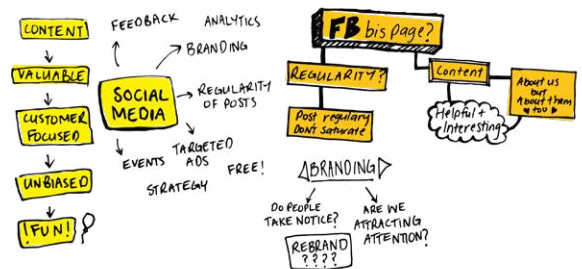 CONTENT
VALUABLE
CUSTOMER
FOCUSED
UNBIASED
!FUN!
FEEDBACK
ANALYTICS
BRANDING
SOCIAL
MEDIA
REGULARITY
OF POSTS
EVENTS
TARGETED
ADS
STRATEGY
FREE!
FB bis page?
REGULARITY?
Post regulary
DON'T SATURATE
Content
Helpful +
Interesting
About us
but
About them
too
BRANDING
DO PEOPLE
TAKE NOTICE?
REBRAND
????
ARE WE
ATTRACTING
ATTENTION?